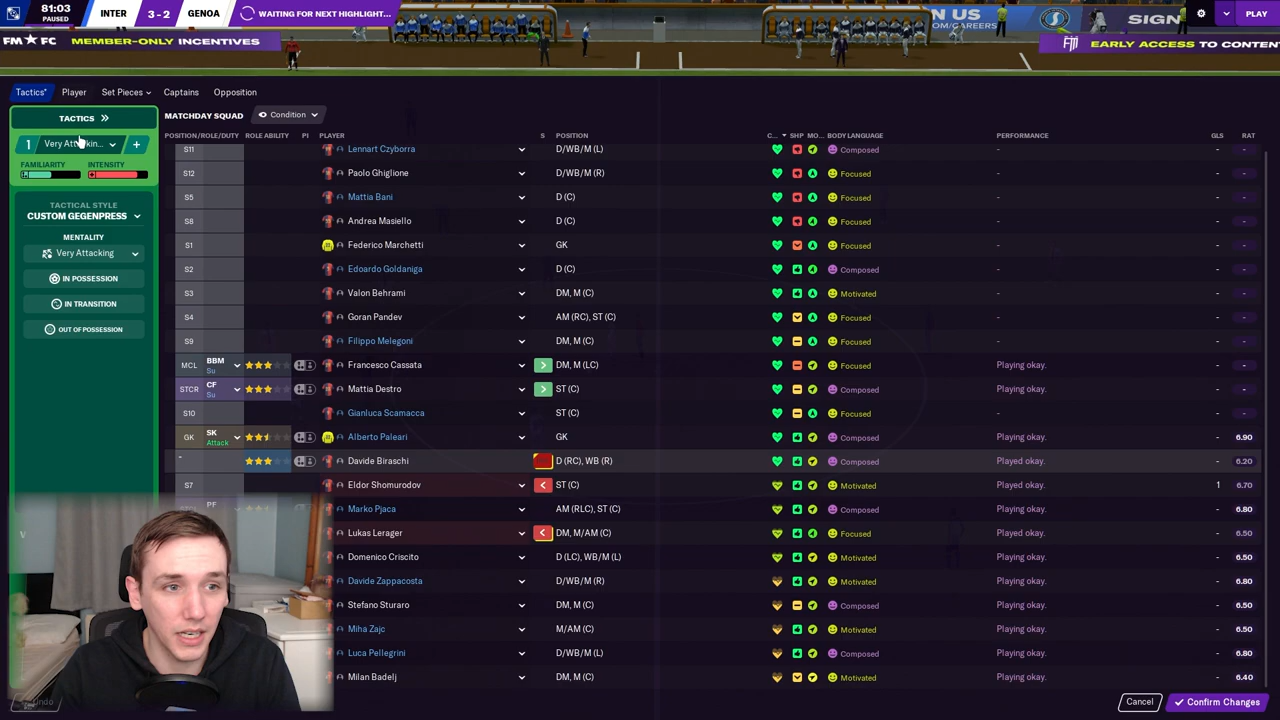 81:03
PAUSED
INTER
3 - 2
GENOA
WAITING FOR NEXT HIGHLIGHT...
N US
OM/CAREERS
SIGN
PLAY
FM★FC
MEMBER-ONLY INCENTIVES
EARLY ACCESS TO CONTEN
Tactics*
Player
Set Pieces
Captains
Opposition
TACTICS
1
Very Attackin...
FAMILIARITY
INTENSITY
TACTICAL STYLE
CUSTOM GEGENPRESS
MENTALITY
Very Attacking
IN POSSESSION
IN TRANSITION
OUT OF POSSESSION
MATCHDAY SQUAD
Condition
POSITION/ROLE/DUTY ROLE ABILITY PI PLAYER S POSITION C... SHP MO... BODY LANGUAGE PERFORMANCE GLS RAT
S11 Lennart Czyborra D/WB/M (L) Composed - - -
S12 Paolo Ghiglione D/WB/M (R) Focused - - -
S5 Mattia Bani D (C) Focused - - -
S8 Andrea Masiello D (C) Focused - - -
S1 Federico Marchetti GK Focused - - -
S2 Edoardo Goldaniga D (C) Composed - - -
S3 Valon Behrami DM, M (C) Motivated - - -
S4 Goran Pandev AM (RC), ST (C) Focused - - -
S9 Filippo Melegoni DM, M (C) Focused - - -
MCL BBM Su Francesco Cassata DM, M (LC) Focused Playing okay. - -
STCR CF Su Mattia Destro ST (C) Composed Playing okay. - -
S10 Gianluca Scamacca ST (C) Focused - - -
GK SK Attack Alberto Paleari GK Composed Playing okay. - 6.90
- Davide Biraschi D (RC), WB (R) Composed Played okay. - 6.20
S7 Eldor Shomurodov ST (C) Motivated Played okay. 1 6.70
PF Marko Pjaca AM (RLC), ST (C) Composed Playing okay. - 6.80
Lukas Lerager DM, M/AM (C) Focused Played okay. - 6.50
Domenico Criscito D (LC), WB/M (L) Motivated Playing okay. - 6.50
Davide Zappacosta D/WB/M (R) Motivated Playing okay. - 6.80
Stefano Sturaro DM, M (C) Composed Playing okay. - 6.50
Miha Zajc M/AM (C) Motivated Playing okay. - 6.50
Luca Pellegrini D/WB/M (L) Composed Playing okay. - 6.80
Milan Badelj DM, M (C) Motivated Playing okay. - 6.40
Undo
Cancel
Confirm Changes